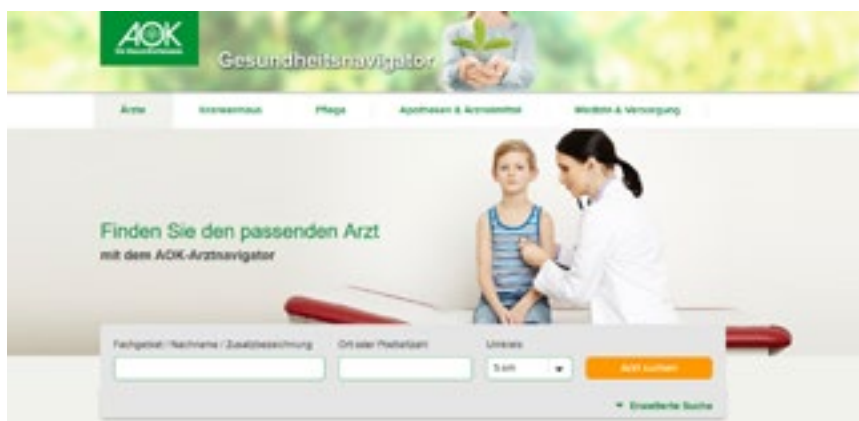 AOK
Gesundheitsnavigator
Ärzte
Krankenhaus
Pflege
Apotheken & Arzneimittel
Medizin & Versorgung
Finden Sie den passenden Arzt
mit dem AOK-Arztnavigator
Fachgebiet / Nachname / Zusatzbezeichnung
Ort oder Postleitzahl
Umkreis
5 km
Arzt suchen
Erweiterte Suche